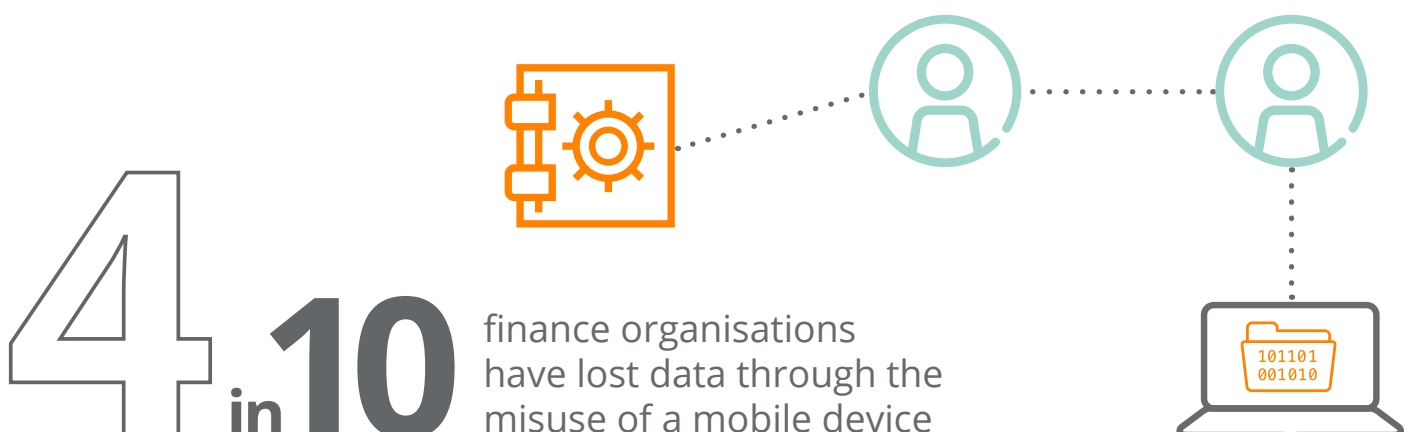 4 in 10
finance organisations
have lost data through the
misuse of a mobile device
101101
001010